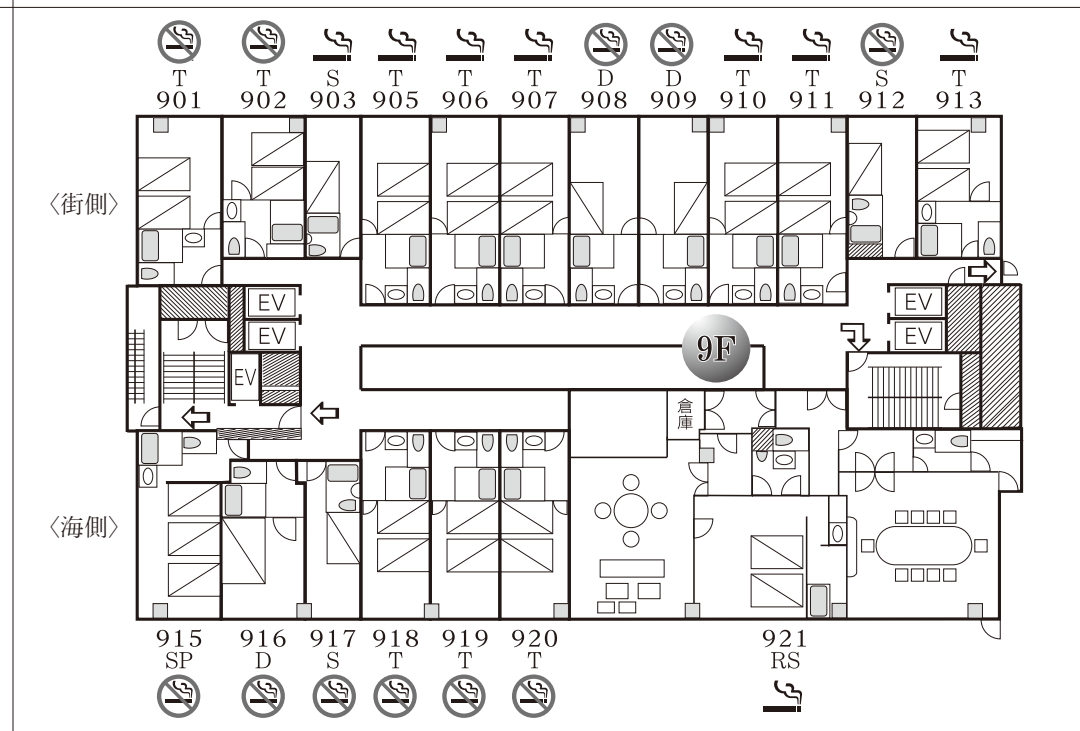 T T S T T T D D T T S T
901 902 903 905 906 907 908 909 910 911 912 913
〈街側〉
EV EV
EV EV
9F
EV
倉庫
〈海側〉
915 916 917 918 919 920 921
SP D S T T T RS